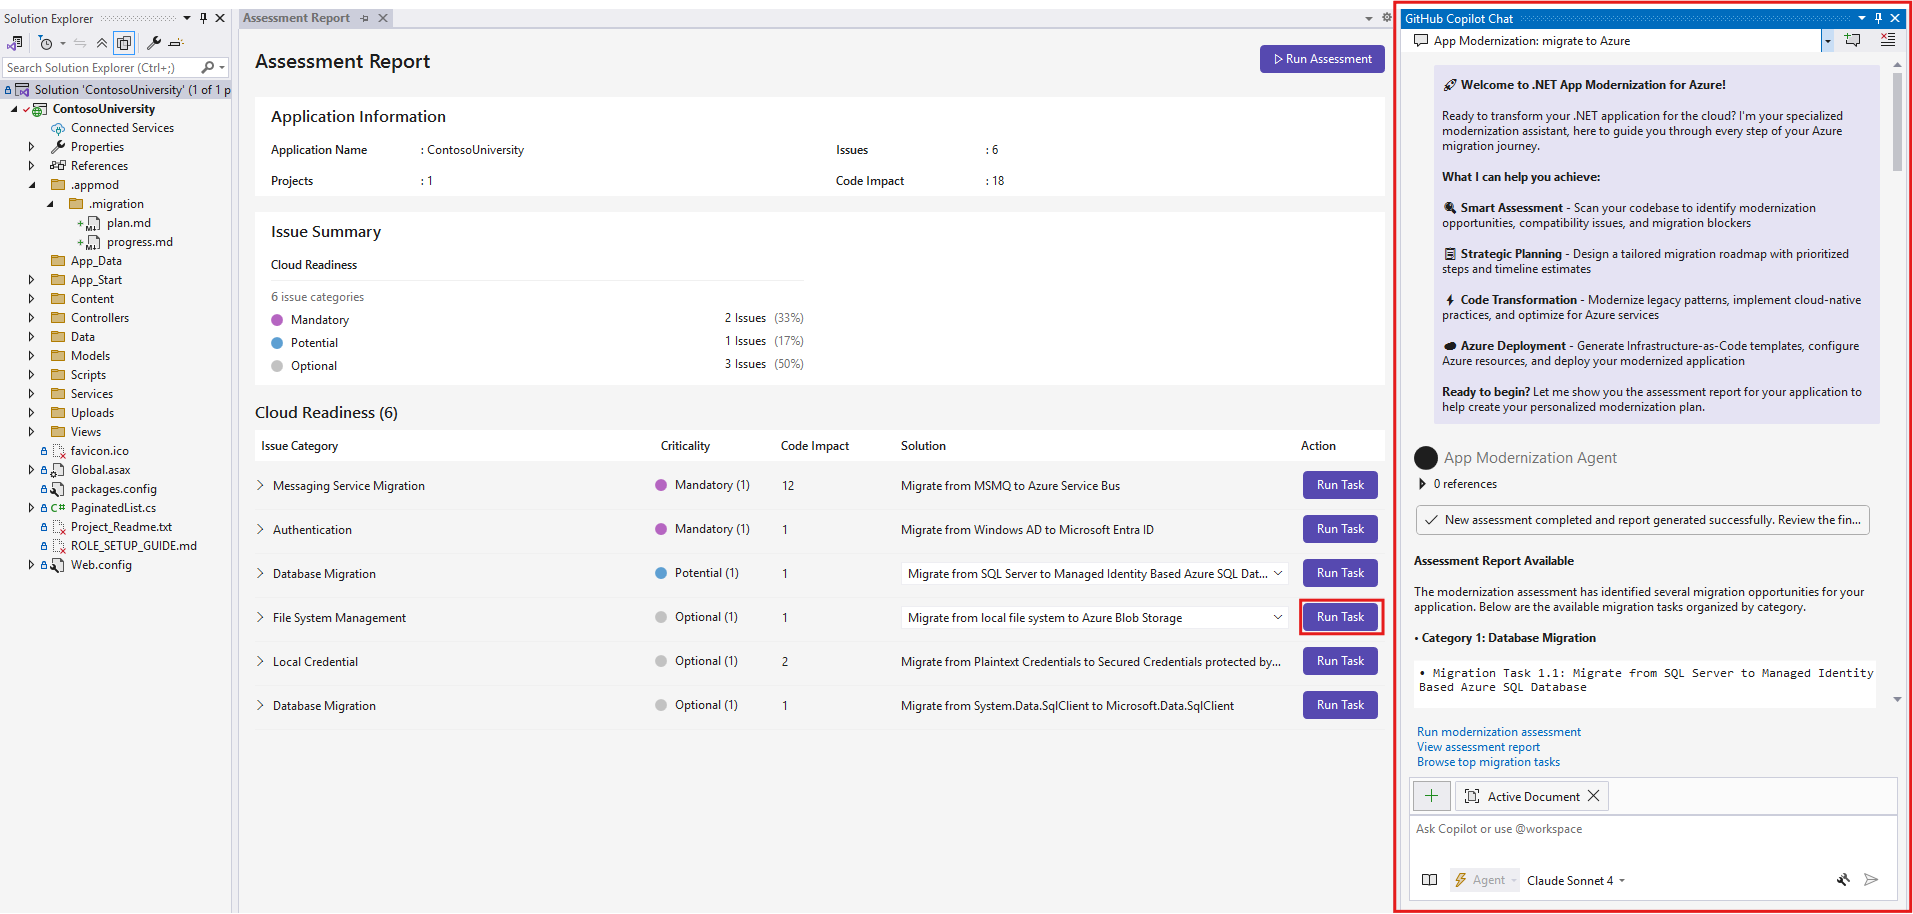 Solution Explorer
Search Solution Explorer (Ctrl+;)
Solution 'ContosoUniversity' (1 of 1 p
ContosoUniversity
Connected Services
Properties
References
.appmod
.migration
plan.md
progress.md
App_Data
App_Start
Content
Controllers
Data
Models
Scripts
Services
Uploads
Views
favicon.ico
Global.asax
packages.config
C# PaginatedList.cs
Project_Readme.txt
ROLE_SETUP_GUIDE.md
Web.config
Assessment Report
Assessment Report
Run Assessment
Application Information
Application Name : ContosoUniversity Issues : 6
Projects : 1 Code Impact : 18
Issue Summary
Cloud Readiness
6 issue categories
Mandatory 2 Issues (33%)
Potential 1 Issues (17%)
Optional 3 Issues (50%)
Cloud Readiness (6)
Issue Category Criticality Code Impact Solution Action
Messaging Service Migration Mandatory (1) 12 Migrate from MSMQ to Azure Service Bus Run Task
Authentication Mandatory (1) 1 Migrate from Windows AD to Microsoft Entra ID Run Task
Database Migration Potential (1) 1 Migrate from SQL Server to Managed Identity Based Azure SQL Dat... Run Task
File System Management Optional (1) 1 Migrate from local file system to Azure Blob Storage Run Task
Local Credential Optional (1) 2 Migrate from Plaintext Credentials to Secured Credentials protected by... Run Task
Database Migration Optional (1) 1 Migrate from System.Data.SqlClient to Microsoft.Data.SqlClient Run Task
GitHub Copilot Chat
App Modernization: migrate to Azure
Welcome to .NET App Modernization for Azure!
Ready to transform your .NET application for the cloud? I'm your specialized
modernization assistant, here to guide you through every step of your Azure
migration journey.
What I can help you achieve:
Smart Assessment - Scan your codebase to identify modernization
opportunities, compatibility issues, and migration blockers
Strategic Planning - Design a tailored migration roadmap with prioritized
steps and timeline estimates
Code Transformation - Modernize legacy patterns, implement cloud-native
practices, and optimize for Azure services
Azure Deployment - Generate Infrastructure-as-Code templates, configure
Azure resources, and deploy your modernized application
Ready to begin? Let me show you the assessment report for your application to
help create your personalized modernization plan.
App Modernization Agent
0 references
New assessment completed and report generated successfully. Review the fin...
Assessment Report Available
The modernization assessment has identified several migration opportunities for your
application. Below are the available migration tasks organized by category.
• Category 1: Database Migration
• Migration Task 1.1: Migrate from SQL Server to Managed Identity
Based Azure SQL Database
Run modernization assessment
View assessment report
Browse top migration tasks
Active Document
Ask Copilot or use @workspace
Agent Claude Sonnet 4